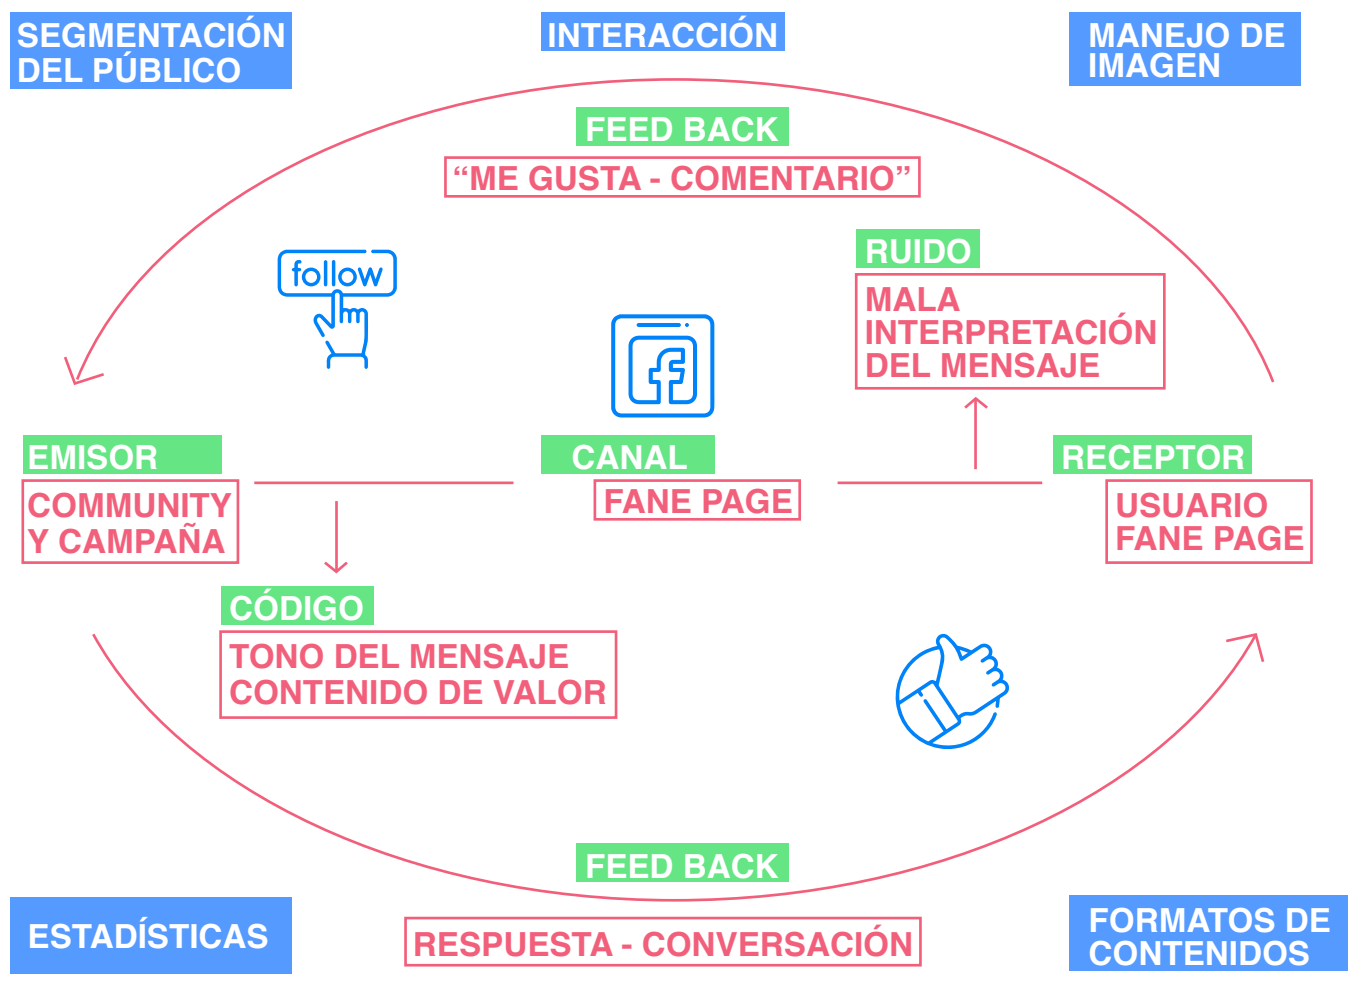 SEGMENTACIÓN
DEL PÚBLICO
INTERACCIÓN
MANEJO DE
IMAGEN
FEED BACK
“ME GUSTA - COMENTARIO”
follow
RUIDO
MALA
INTERPRETACIÓN
DEL MENSAJE
EMISOR
COMMUNITY
Y CAMPAÑA
CANAL
FANE PAGE
RECEPTOR
USUARIO
FANE PAGE
CÓDIGO
TONO DEL MENSAJE
CONTENIDO DE VALOR
FEED BACK
RESPUESTA - CONVERSACIÓN
ESTADÍSTICAS
FORMATOS DE
CONTENIDOS